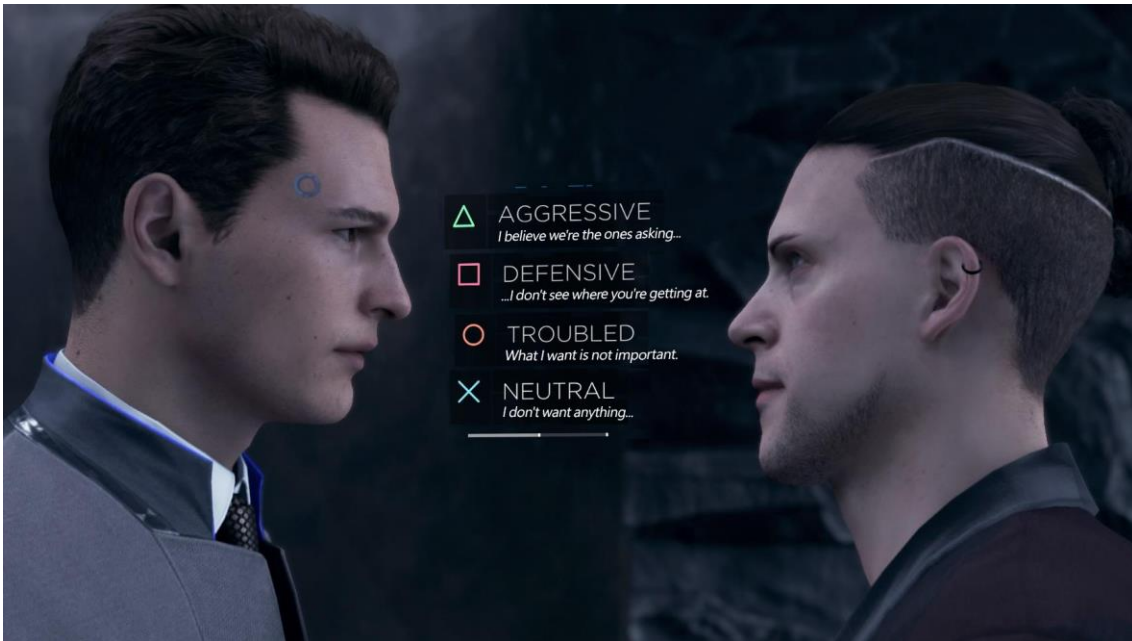 AGGRESSIVE
I believe we're the ones asking...
DEFENSIVE
...I don't see where you're getting at.
TROUBLED
What I want is not important.
NEUTRAL
I don't want anything...